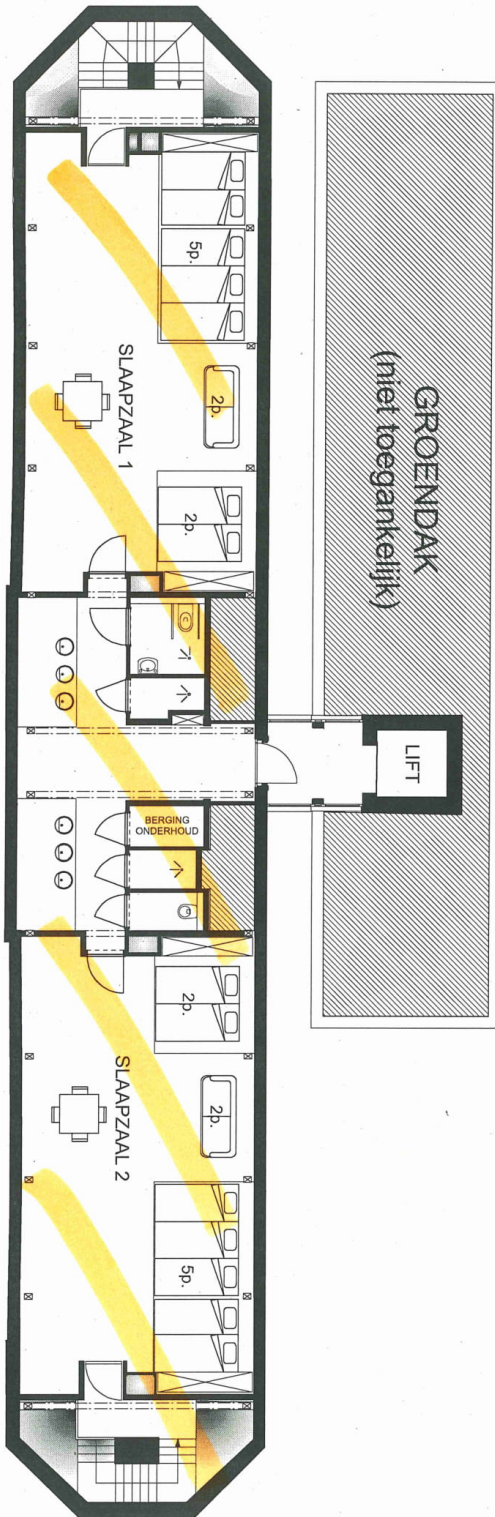 GROENDAK
(niet toegankelijk)
LIFT
5p.
SLAAPZAAL 1
2p.
2p.
BERGING
ONDERHOUD
2p.
SLAAPZAAL 2
2p.
5p.